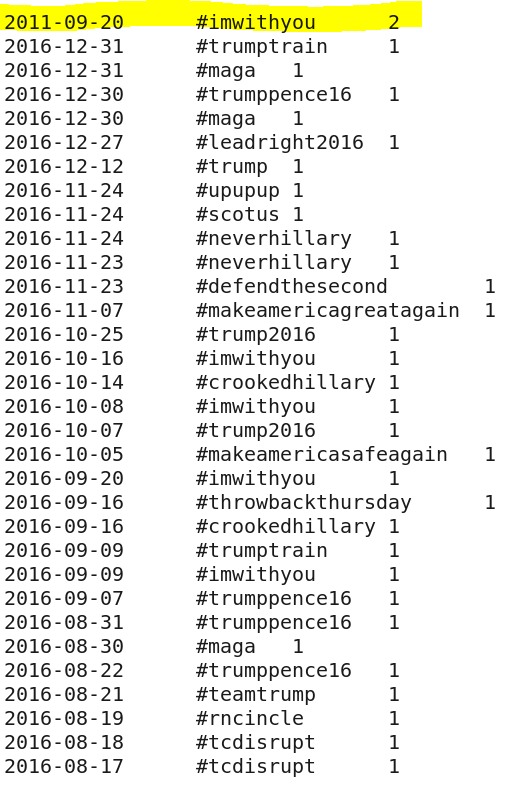 2011-09-20 #imwithyou 2
2016-12-31 #trumptrain 1
2016-12-31 #maga 1
2016-12-30 #trumppence16 1
2016-12-30 #maga 1
2016-12-27 #leadright2016 1
2016-12-12 #trump 1
2016-11-24 #upupup 1
2016-11-24 #scotus 1
2016-11-24 #neverhillary 1
2016-11-23 #neverhillary 1
2016-11-23 #defendthesecond 1
2016-11-07 #makeamericagreatagain 1
2016-10-25 #trump2016 1
2016-10-16 #imwithyou 1
2016-10-14 #crookedhillary 1
2016-10-08 #imwithyou 1
2016-10-07 #trump2016 1
2016-10-05 #makeamericasafeagain 1
2016-09-20 #imwithyou 1
2016-09-16 #throwbackthursday 1
2016-09-16 #crookedhillary 1
2016-09-09 #trumptrain 1
2016-09-09 #imwithyou 1
2016-09-07 #trumppence16 1
2016-08-31 #trumppence16 1
2016-08-30 #maga 1
2016-08-22 #trumppence16 1
2016-08-21 #teamtrump 1
2016-08-19 #rncincle 1
2016-08-18 #tcdisrupt 1
2016-08-17 #tcdisrupt 1